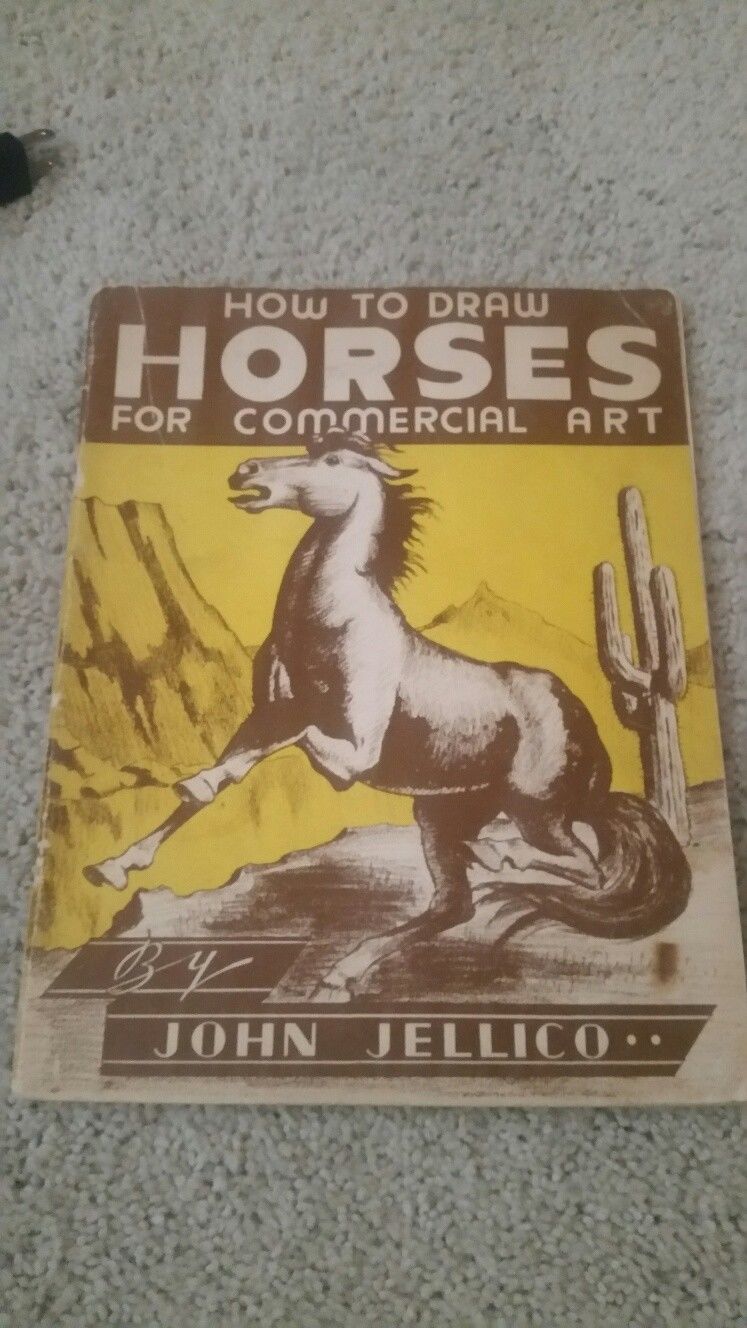 HOW TO DRAW
HORSES
FOR COMMERCIAL ART
By
JOHN JELLICO··